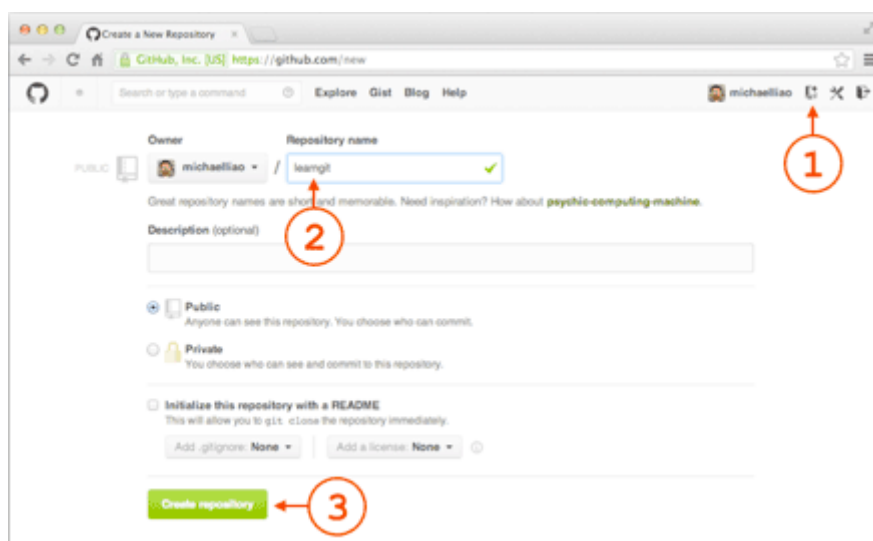 Create a New Repository
GitHub, Inc. [US] https://github.com/new
Search or type a command Explore Gist Blog Help michaelliao
1
Owner Repository name
PUBLIC michaelliao / learngit
Great repository names are short and memorable. Need inspiration? How about psychic-computing-machine.
2
Description (optional)
Public
Anyone can see this repository. You choose who can commit.
Private
You choose who can see and commit to this repository.
Initialize this repository with a README
This will allow you to git clone the repository immediately.
Add .gitignore: None Add a license: None
Create repository
3